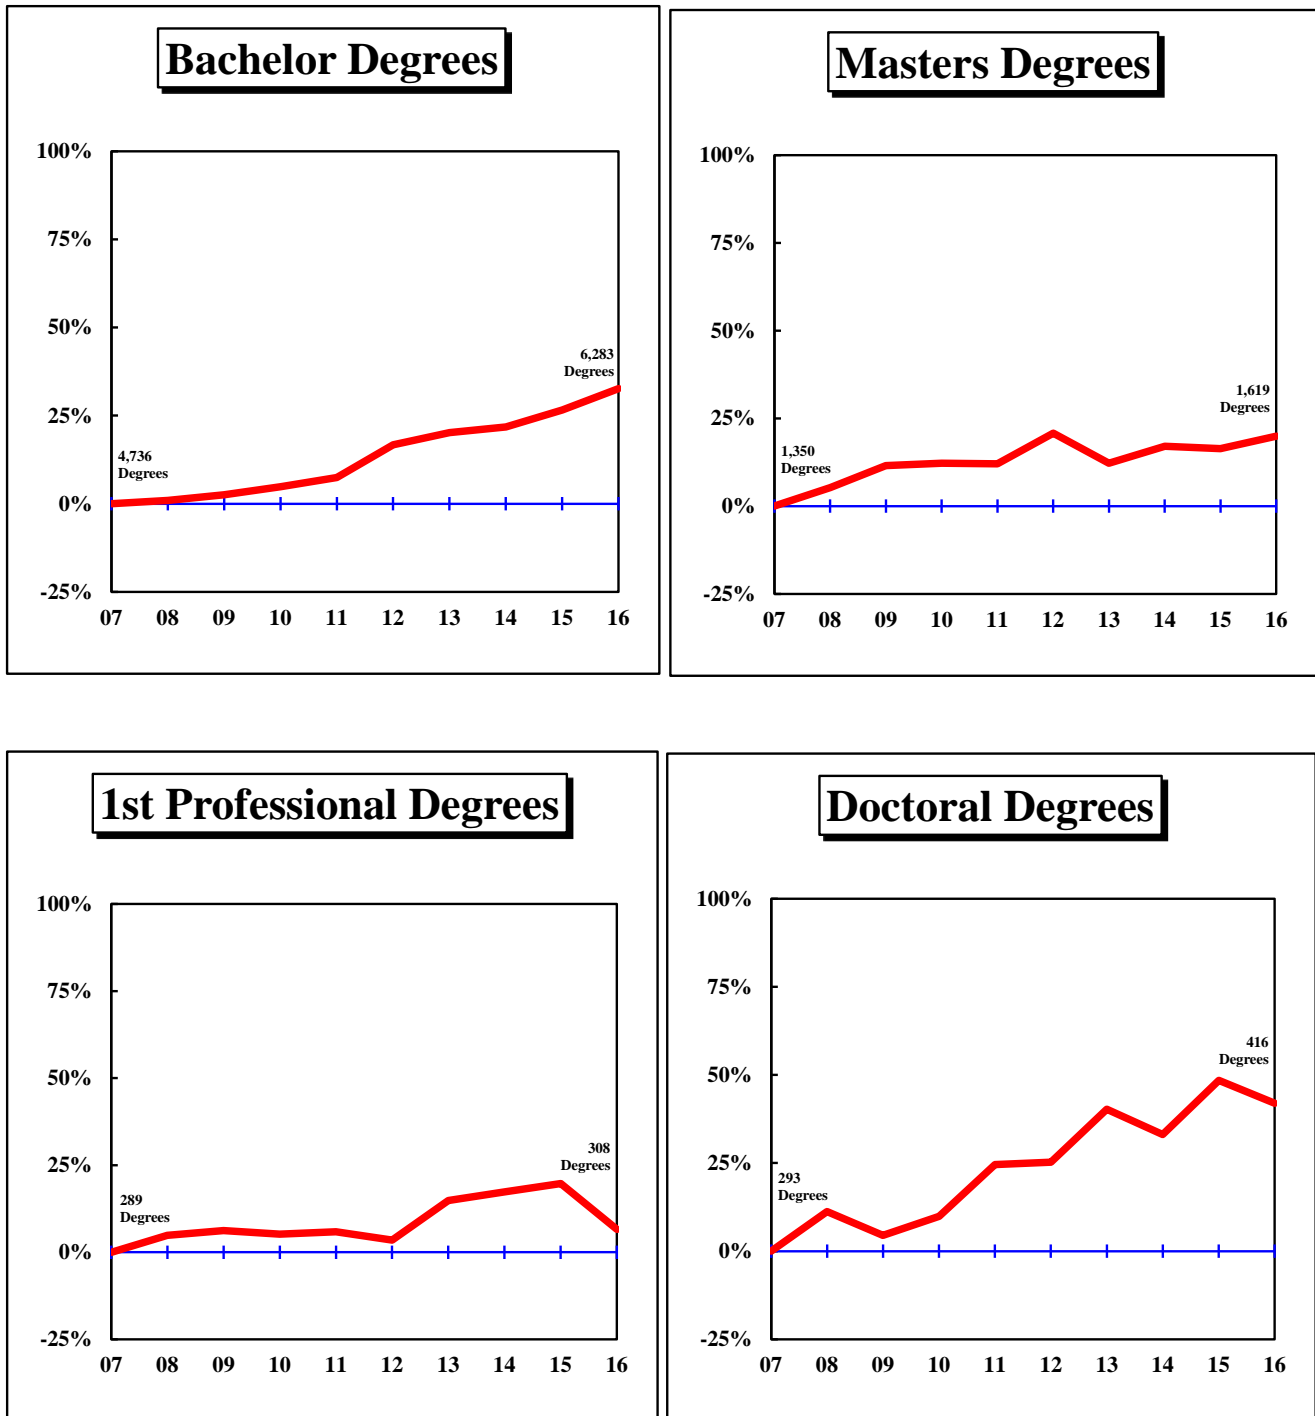 Bachelor Degrees
100%
75%
50%
25%
0%
-25%
6,283
Degrees
4,736
Degrees
07 08 09 10 11 12 13 14 15 16
Masters Degrees
100%
75%
50%
25%
0%
-25%
1,619
Degrees
1,350
Degrees
07 08 09 10 11 12 13 14 15 16
1st Professional Degrees
100%
75%
50%
25%
0%
-25%
308
Degrees
289
Degrees
07 08 09 10 11 12 13 14 15 16
Doctoral Degrees
100%
75%
50%
25%
0%
-25%
416
Degrees
293
Degrees
07 08 09 10 11 12 13 14 15 16